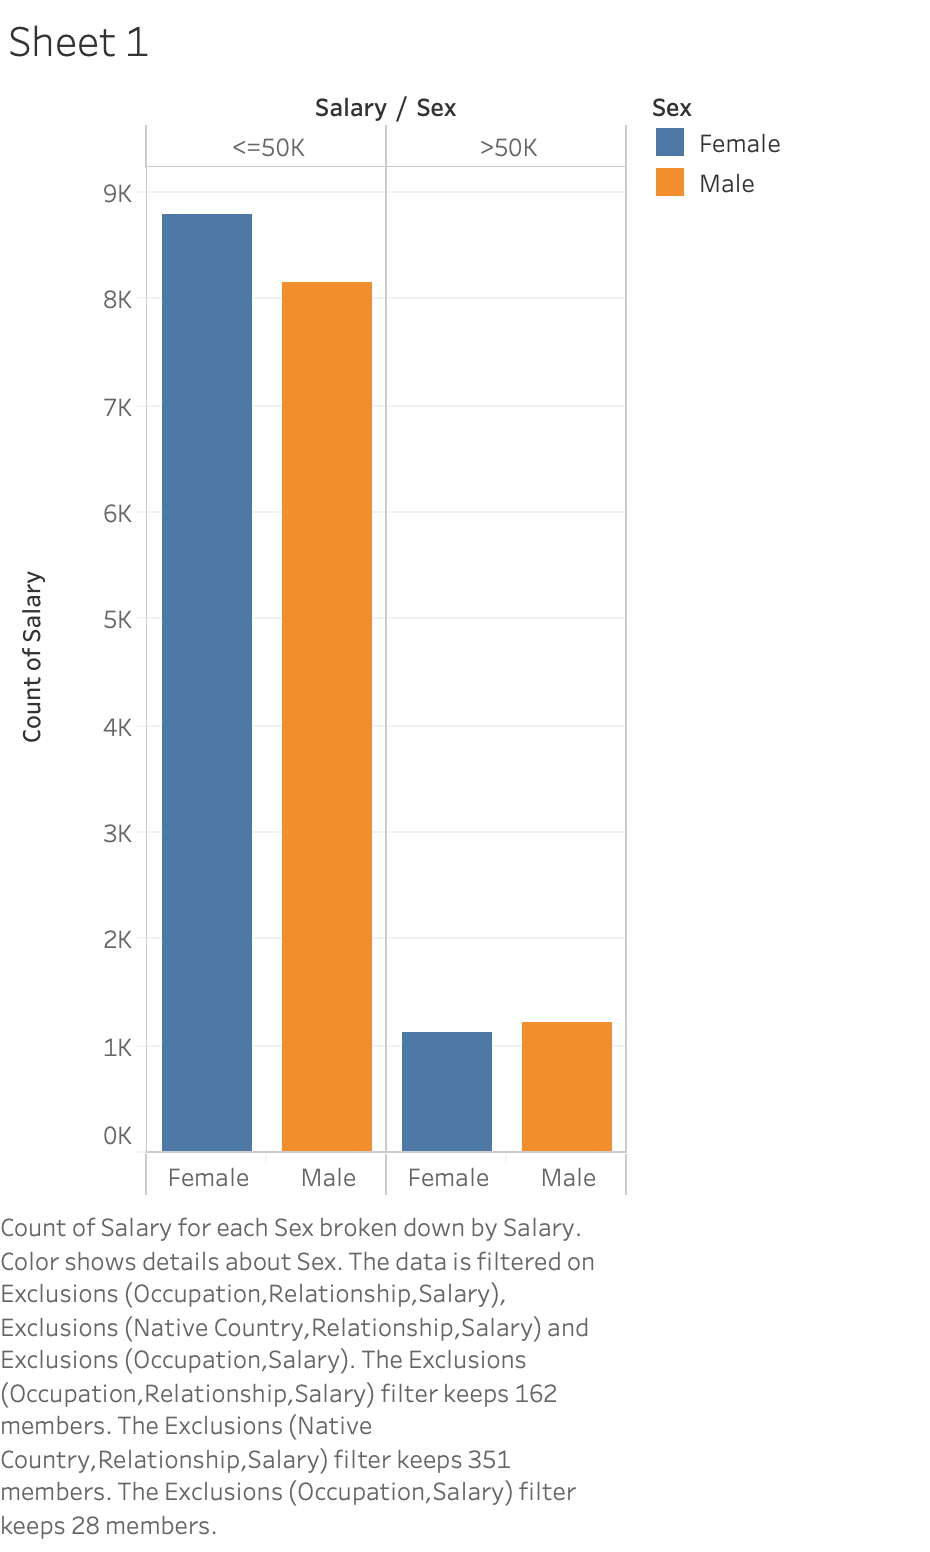 Sheet 1
Salary / Sex
<=50K
>50K
Sex
Female
Male
9K
8K
7K
6K
5K
4K
3K
2K
1K
0K
Count of Salary
Female
Male
Female
Male
Count of Salary for each Sex broken down by Salary.
Color shows details about Sex. The data is filtered on
Exclusions (Occupation,Relationship,Salary),
Exclusions (Native Country,Relationship,Salary) and
Exclusions (Occupation,Salary). The Exclusions
(Occupation,Relationship,Salary) filter keeps 162
members. The Exclusions (Native
Country,Relationship,Salary) filter keeps 351
members. The Exclusions (Occupation,Salary) filter
keeps 28 members.